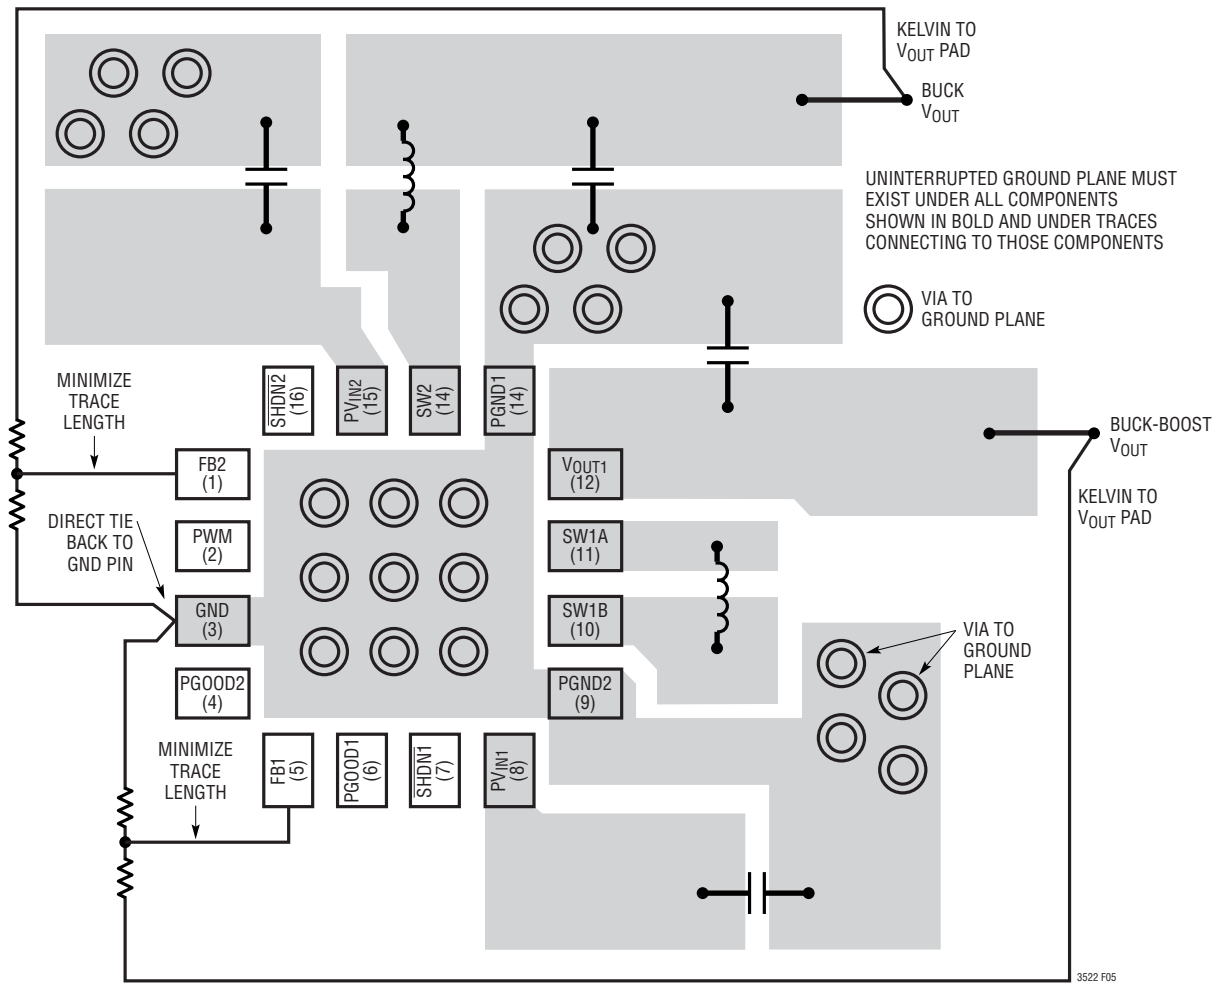 KELVIN TO
VOUT PAD
BUCK
VOUT
UNINTERRUPTED GROUND PLANE MUST
EXIST UNDER ALL COMPONENTS
SHOWN IN BOLD AND UNDER TRACES
CONNECTING TO THOSE COMPONENTS
VIA TO
GROUND PLANE
MINIMIZE
TRACE
LENGTH
SHDN2
(16)
PVIN2
(15)
SW2
(14)
PGND1
(14)
BUCK-BOOST
VOUT
KELVIN TO
VOUT PAD
FB2
(1)
VOUT1
(12)
DIRECT TIE
BACK TO
GND PIN
PWM
(2)
SW1A
(11)
GND
(3)
SW1B
(10)
VIA TO
GROUND
PLANE
PGOOD2
(4)
PGND2
(9)
MINIMIZE
TRACE
LENGTH
FB1
(5)
PGOOD1
(6)
SHDN1
(7)
PVIN1
(8)
3522 F05